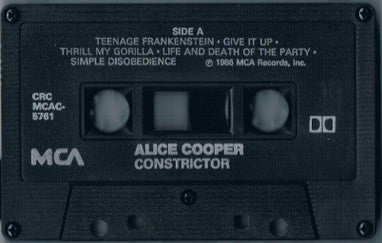 SIDE A
TEENAGE FRANKENSTEIN • GIVE IT UP •
THRILL MY GORILLA • LIFE AND DEATH OF THE PARTY •
SIMPLE DISOBEDIENCE ℗ 1986 MCA Records, Inc.
CRC
MCAC-
5761
MCA
ALICE COOPER
CONSTRICTOR